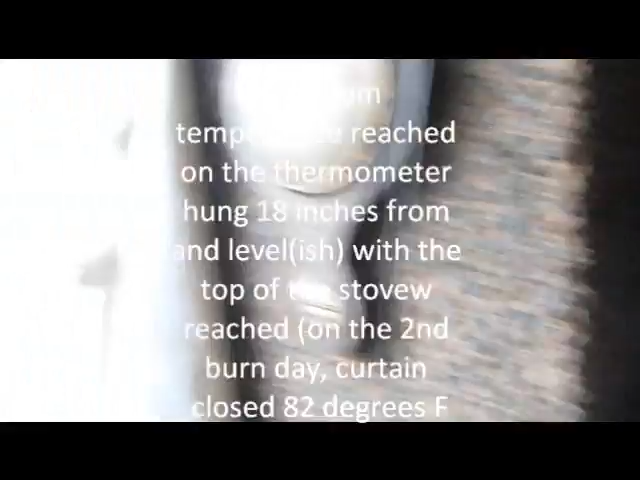 reached
on the thermometer
hung 18 inches from
and level(ish) with the
top of the stovew
reached (on the 2nd
burn day, curtain
closed 82 degrees F